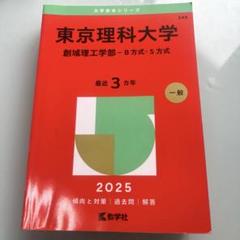 大学赤本シリーズ
東京理科大学
創域理工学部－B方式・S方式
最近3カ年
一般
2025
傾向と対策｜過去問｜解答
教学社